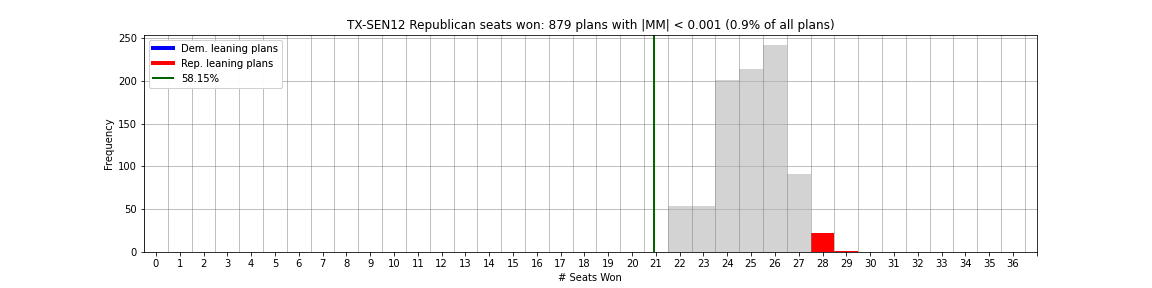 TX-SEN12 Republican seats won: 879 plans with |MM| < 0.001 (0.9% of all plans)
Dem. leaning plans
Rep. leaning plans
58.15%
Frequency
250
200
150
100
50
0
0 1 2 3 4 5 6 7 8 9 10 11 12 13 14 15 16 17 18 19 20 21 22 23 24 25 26 27 28 29 30 31 32 33 34 35 36
# Seats Won